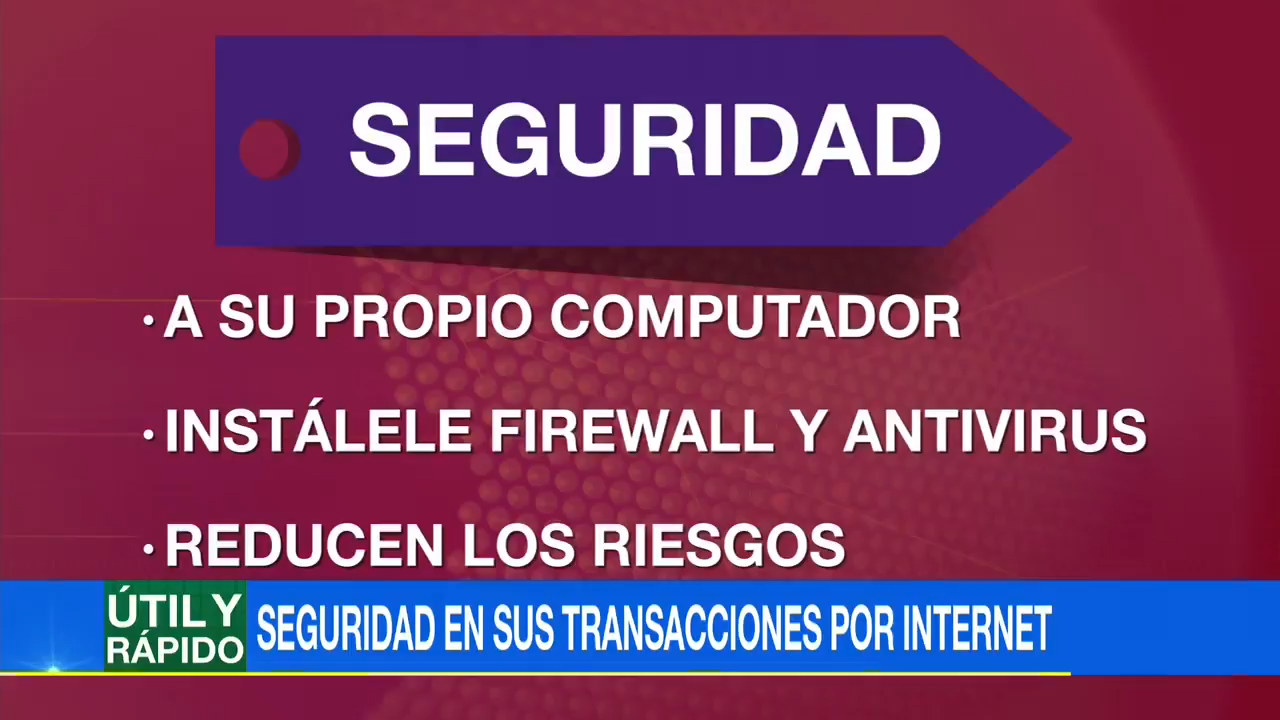 SEGURIDAD
· A SU PROPIO COMPUTADOR
· INSTÁLELE FIREWALL Y ANTIVIRUS
· REDUCEN LOS RIESGOS
ÚTIL Y
RÁPIDO
SEGURIDAD EN SUS TRANSACCIONES POR INTERNET